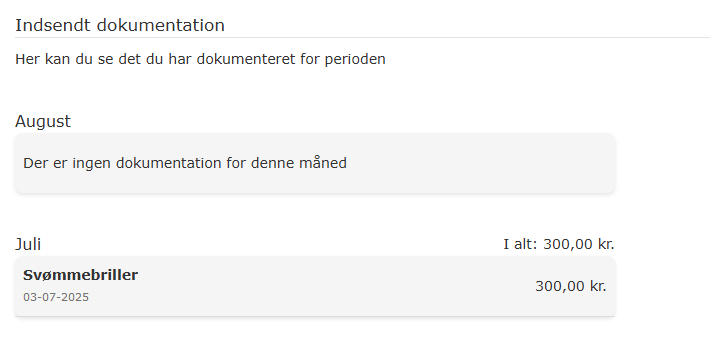 Indsendt dokumentation
Her kan du se det du har dokumenteret for perioden
August
Der er ingen dokumentation for denne måned
Juli I alt: 300,00 kr.
Svømmebriller
300,00 kr.
03-07-2025